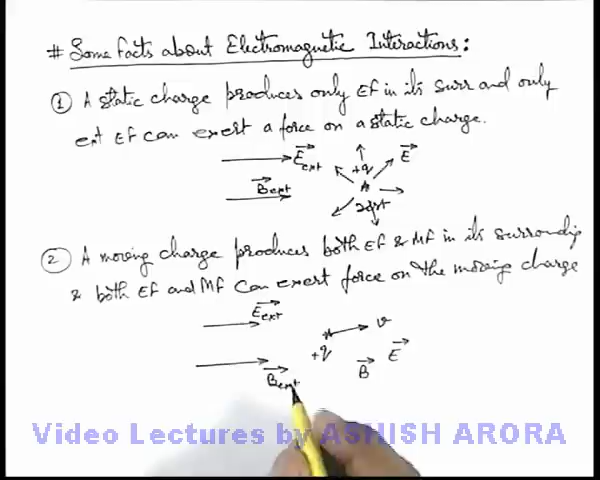 # Some Facts about Electromagnetic Interactions:
① A static charge produces only EF in its surr and only
ext EF can exert a force on a static charge.
E⃗ext +q E⃗
B⃗ext
② A moving charge produces both EF & MF in its surroundip
& both EF and MF can exert force on the moving charge
E⃗ext v
+q B⃗ E⃗
B⃗ext
Video Lectures by ASHISH ARORA